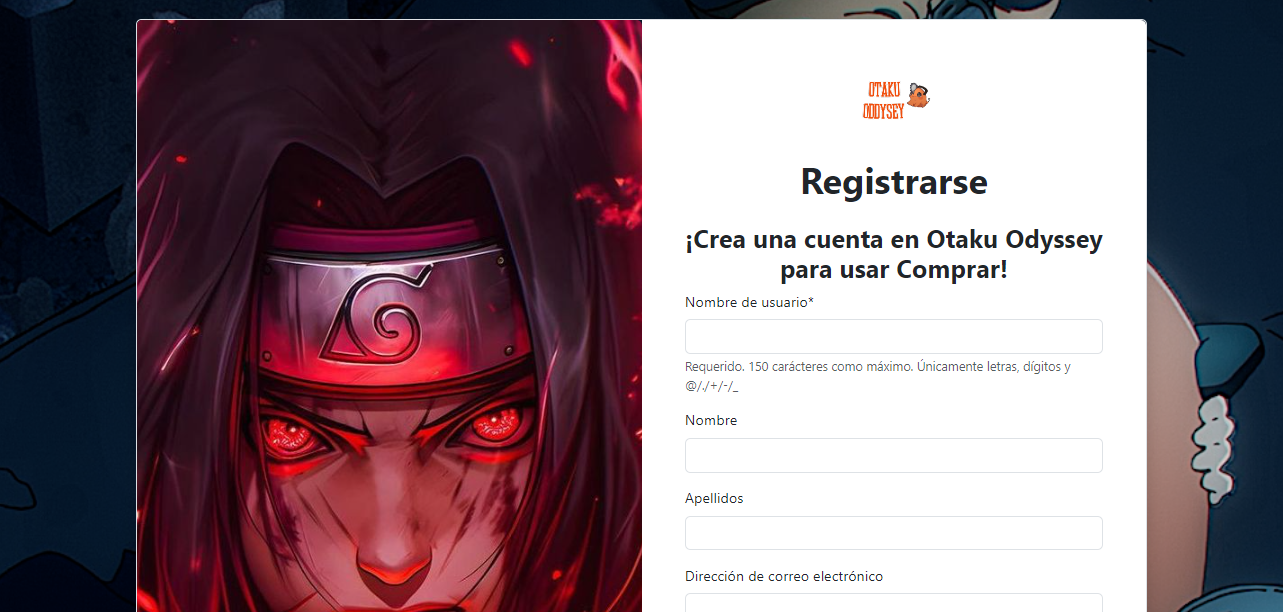 OTAKU
ODDYSEY
Registrarse
¡Crea una cuenta en Otaku Odyssey
para usar Comprar!
Nombre de usuario*
Requerido. 150 carácteres como máximo. Únicamente letras, dígitos y
@/./+/-/_
Nombre
Apellidos
Dirección de correo electrónico